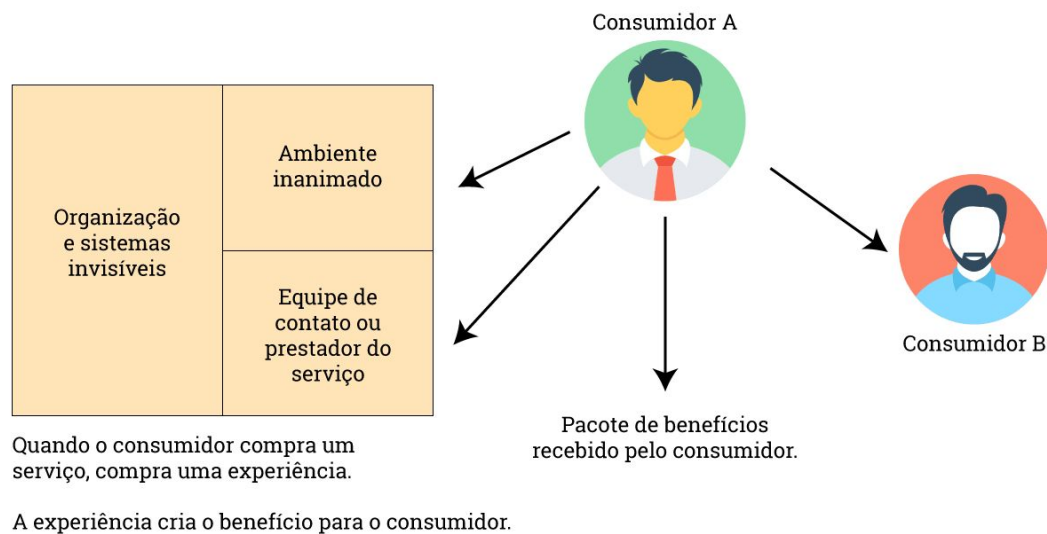 Consumidor A
Ambiente
inanimado
Organização
e sistemas
invisíveis
Equipe de
contato ou
prestador do
serviço
Consumidor B
Pacote de benefícios
recebido pelo consumidor.
Quando o consumidor compra um
serviço, compra uma experiência.
A experiência cria o benefício para o consumidor.